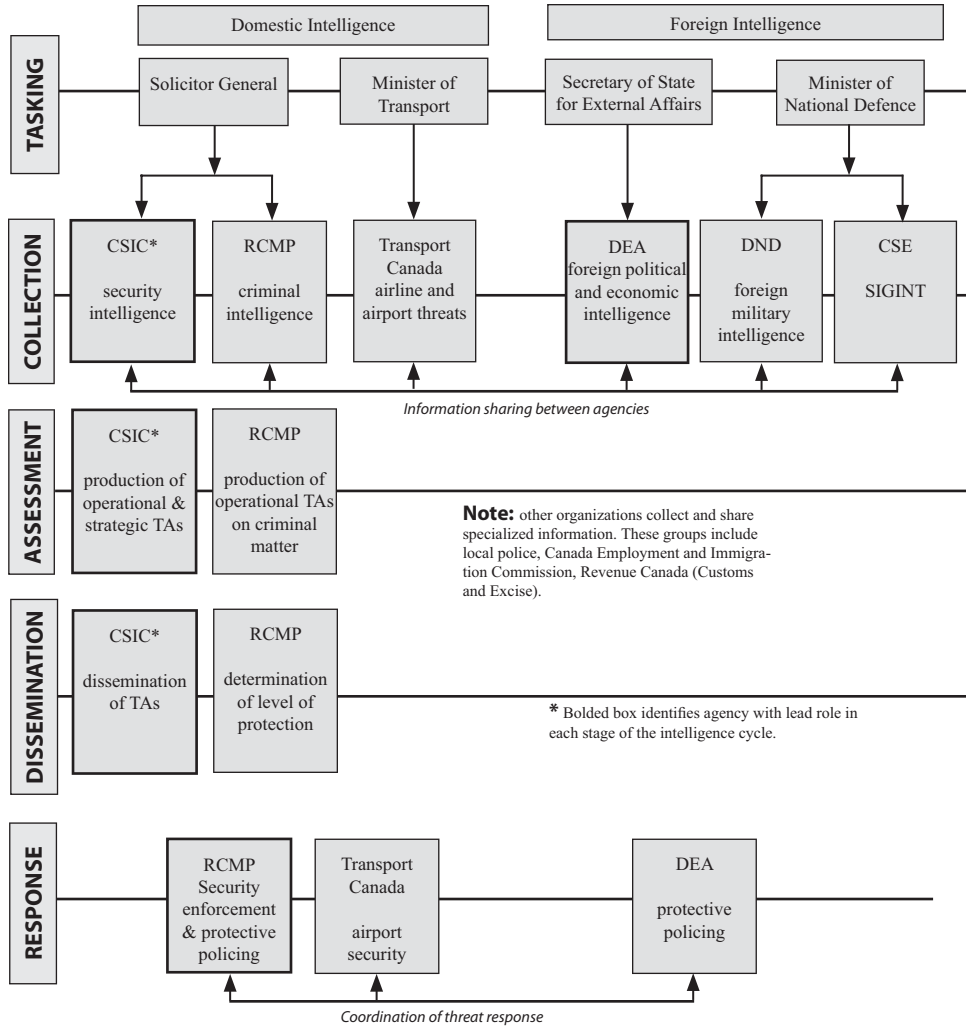 Domestic Intelligence
Foreign Intelligence
TASKING
Solicitor General
Minister of
Transport
Secretary of State
for External Affairs
Minister of
National Defence
COLLECTION
CSIC*
security
intelligence
RCMP
criminal
intelligence
Transport
Canada
airline and
airport threats
DEA
foreign political
and economic
intelligence
DND
foreign
military
intelligence
CSE
SIGINT
Information sharing between agencies
ASSESSMENT
CSIC*
production of
operational &
strategic TAs
RCMP
production of
operational TAs
on criminal
matter
Note: other organizations collect and share
specialized information. These groups include
local police, Canada Employment and Immigra-
tion Commission, Revenue Canada (Customs
and Excise).
DISSEMINATION
CSIC*
dissemination
of TAs
RCMP
determination
of level of
protection
* Bolded box identifies agency with lead role in
each stage of the intelligence cycle.
RESPONSE
RCMP
Security
enforcement
& protective
policing
Transport
Canada
airport
security
DEA
protective
policing
Coordination of threat response